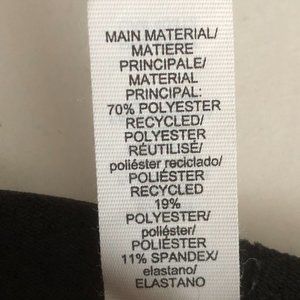 MAIN MATERIAL/
MATIERE
PRINCIPALE/
MATERIAL
PRINCIPAL:
70% POLYESTER
RECYCLED/
POLYESTER
RÉUTILISÉ/
poliéster reciclado/
POLIÉSTER
RECYCLED
19%
POLYESTER/
poliéster/
POLIÉSTER
11% SPANDEX/
elastano/
ELASTANO